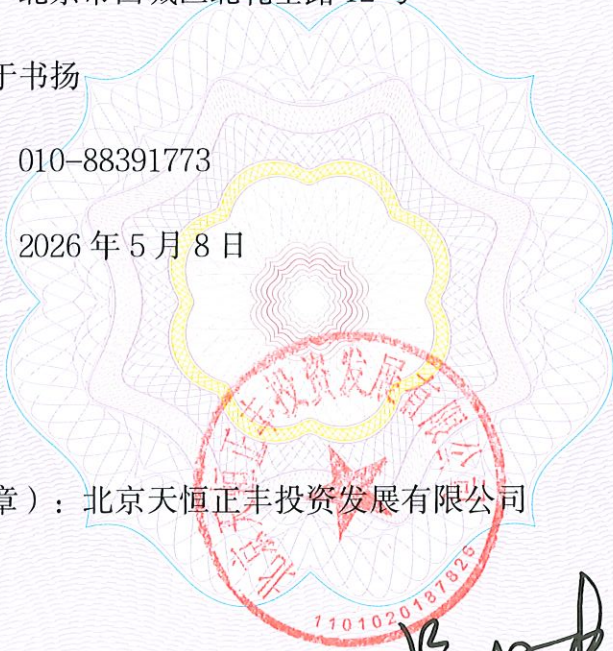 010-88391773
于书扬
2026 年 5 月 8 日
章）：北京天恒正丰投资发展有限公司
北京天恒正丰投资发展有限公司
1101020187826